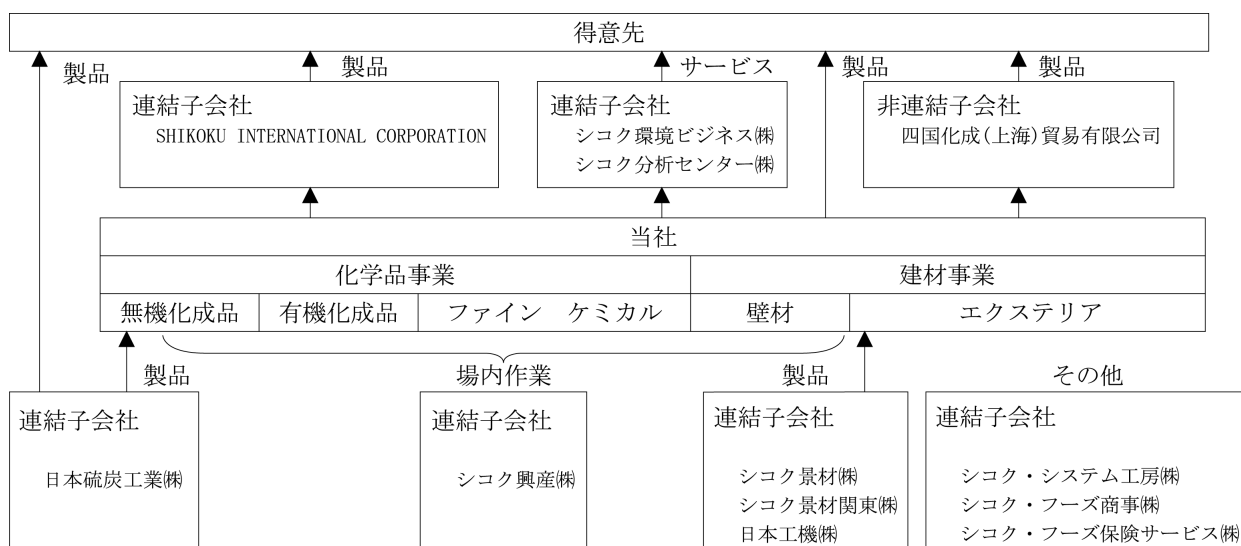 得意先
製品
製品
サービス
製品
製品
連結子会社
SHIKOKU INTERNATIONAL CORPORATION
連結子会社
シコク環境ビジネス㈱
シコク分析センター㈱
非連結子会社
四国化成(上海)貿易有限公司
当社
化学品事業
建材事業
無機化成品
有機化成品
ファイン ケミカル
壁材
エクステリア
製品
場内作業
製品
その他
連結子会社
日本硫炭工業㈱
連結子会社
シコク興産㈱
連結子会社
シコク景材㈱
シコク景材関東㈱
日本工機㈱
連結子会社
シコク・システム工房㈱
シコク・フーズ商事㈱
シコク・フーズ保険サービス㈱